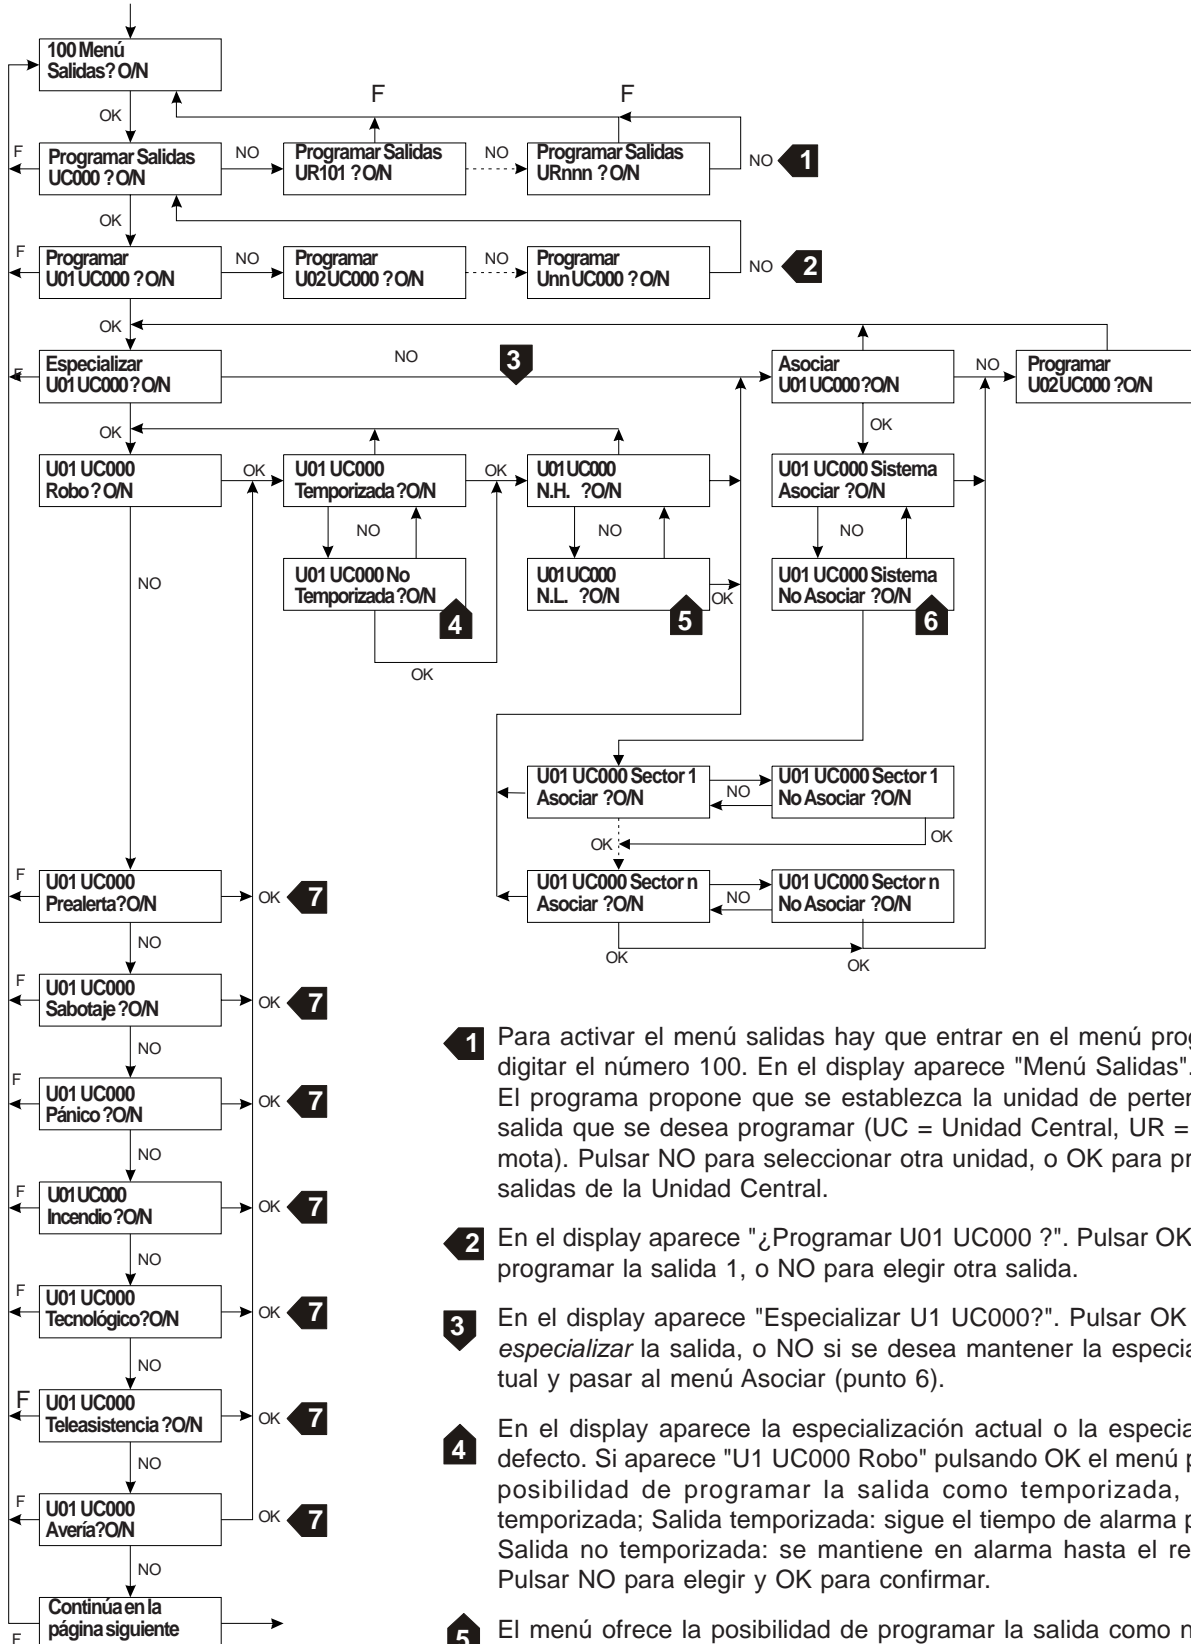 100 Menú
Salidas? O/N
F
F
OK
F
Programar Salidas
UC000 ? O/N
NO
Programar Salidas
UR101 ? O/N
NO
Programar Salidas
URnnn ? O/N
NO
1
OK
F
Programar
U01 UC000 ? O/N
NO
Programar
U02 UC000 ? O/N
NO
Programar
Unn UC000 ? O/N
NO
2
OK
F
Especializar
U01 UC000 ? O/N
NO
3
Asociar
U01 UC000 ? O/N
NO
Programar
U02 UC000 ?O/N
OK
OK
U01 UC000
Robo ? O/N
OK
U01 UC000
Temporizada ?O/N
OK
U01 UC000
N.H. ?O/N
U01 UC000 Sistema
Asociar ?O/N
NO
NO
NO
NO
U01 UC000 No
Temporizada ?O/N
4
U01 UC000
N.L. ?O/N
5
OK
U01 UC000 Sistema
No Asociar ?O/N
6
OK
U01 UC000 Sector 1
Asociar ?O/N
NO
U01 UC000 Sector 1
No Asociar ?O/N
OK
OK
U01 UC000 Sector n
Asociar ?O/N
NO
U01 UC000 Sector n
No Asociar ?O/N
OK
OK
F
U01 UC000
Prealerta?O/N
OK
7
NO
F
U01 UC000
Sabotaje ?O/N
OK
7
NO
F
U01 UC000
Pánico ?O/N
OK
7
NO
F
U01 UC000
Incendio ?O/N
OK
7
NO
F
U01 UC000
Tecnológico?O/N
OK
7
NO
F
U01 UC000
Teleasistencia ?O/N
OK
7
NO
F
U01 UC000
Avería?O/N
OK
7
NO
Continúa en la
página siguiente
F
1
Para activar el menú salidas hay que entrar en el menú
digitar el número 100. En el display aparece "Menú Salidas".
El programa propone que se establezca la unidad de
salida que se desea programar (UC = Unidad Central, UR =
mota). Pulsar NO para seleccionar otra unidad, o OK para
salidas de la Unidad Central.
2
En el display aparece "¿Programar U01 UC000 ?". Pulsar OK
programar la salida 1, o NO para elegir otra salida.
3
En el display aparece "Especializar U1 UC000?". Pulsar OK
especializar la salida, o NO si se desea mantener la
tual y pasar al menú Asociar (punto 6).
4
En el display aparece la especialización actual o la
defecto. Si aparece "U1 UC000 Robo" pulsando OK el menú
posibilidad de programar la salida como temporizada,
temporizada; Salida temporizada: sigue el tiempo de alarma
Salida no temporizada: se mantiene en alarma hasta el
Pulsar NO para elegir y OK para confirmar.
5
El menú ofrece la posibilidad de programar la salida como